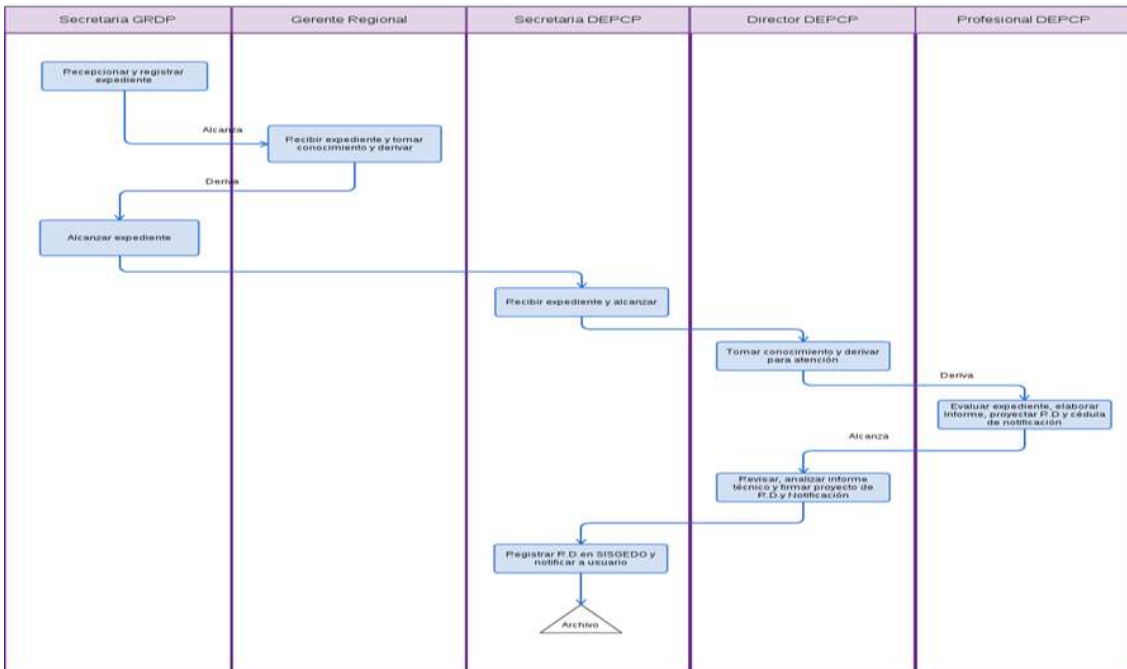 Secretaria GRDP
Gerente Regional
Secretaria DEPCP
Director DEPCP
Profesional DEPCP
Recepcionar y registrar
expediente
Alcanza
Recibir expediente y tomar
conocimiento y derivar
Deriva
Alcanzar expediente
Recibir expediente y alcanzar
Tomar conocimiento y derivar
para atención
Deriva
Evaluar expediente, elaborar
Informe, proyectar R.D y cédula
de notificación
Alcanza
Revisar, analizar informe
técnico y firmar proyecto de
R.D.y Notificación
Registrar R.D.en SISGEDO y
notificar a usuario
Archivo